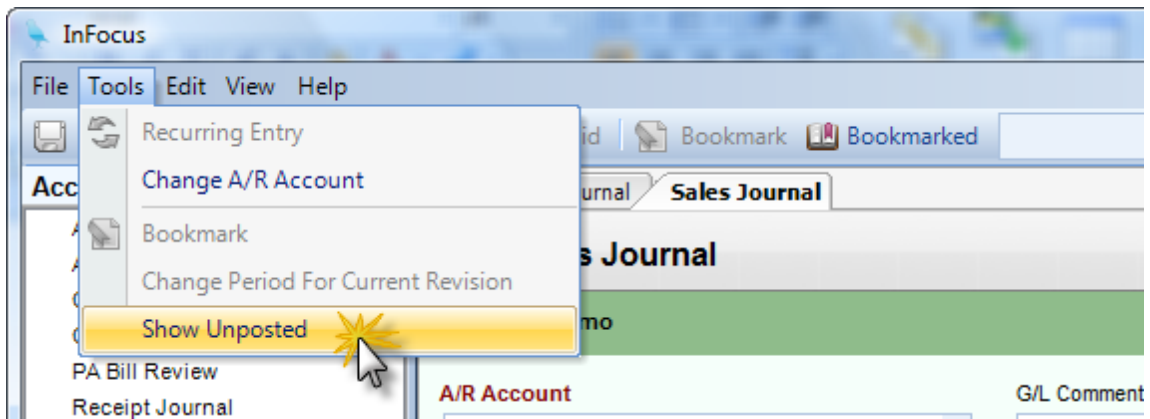 InFocus
File Tools Edit View Help
Recurring Entry
id Bookmark Bookmarked
Acc
Change A/R Account
urnal Sales Journal
Bookmark
s Journal
Change Period For Current Revision
Show Unposted
mo
PA Bill Review
A/R Account G/L Comment
Receipt Journal